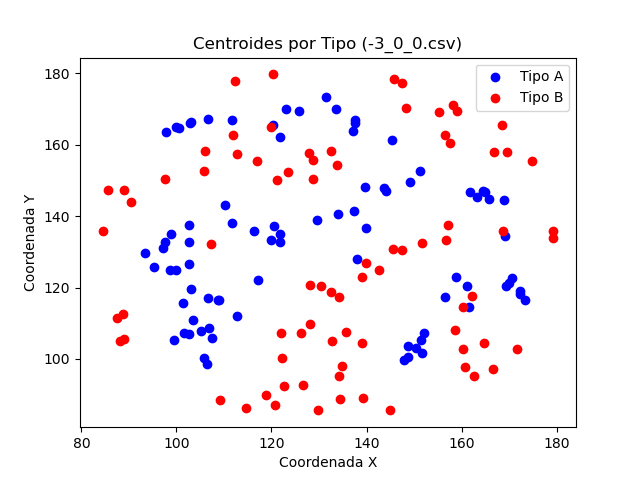 Centroides por Tipo (-3_0_0.csv)
Tipo A
Tipo B
Coordenada Y
180
160
140
120
100
80
100
120
140
160
180
Coordenada X